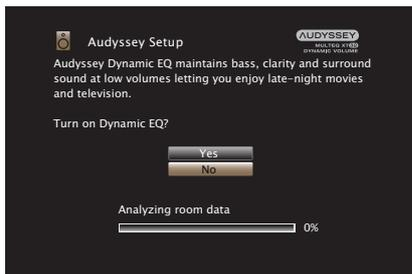 Audyssey Setup
AUDYSSEY
MULTEQ XT32
DYNAMIC VOLUME
Audyssey Dynamic EQ maintains bass, clarity and surround
sound at low volumes letting you enjoy late-night movies
and television.
Turn on Dynamic EQ?
Yes
No
Analyzing room data
0%